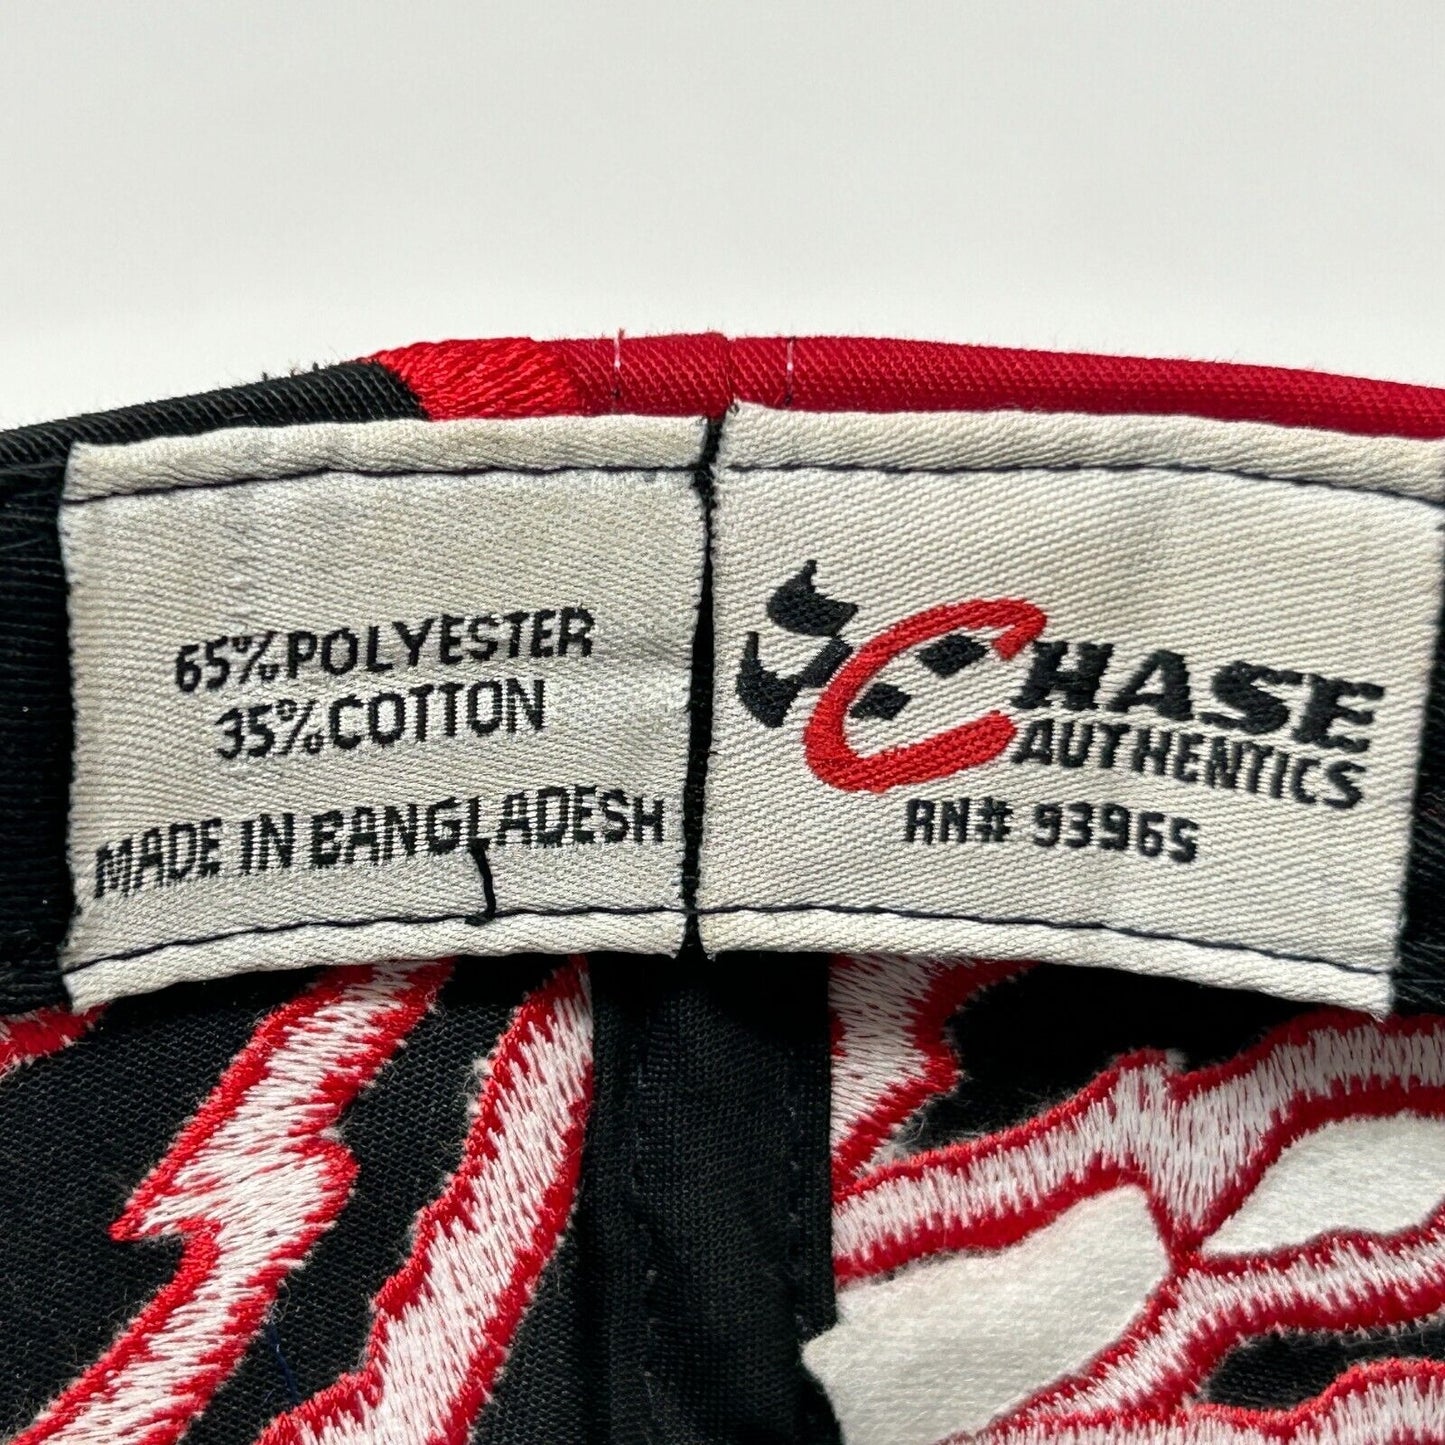 65% POLYESTER
35% COTTON
MADE IN BANGLADESH
CHASE
AUTHENTICS
RN# 93965